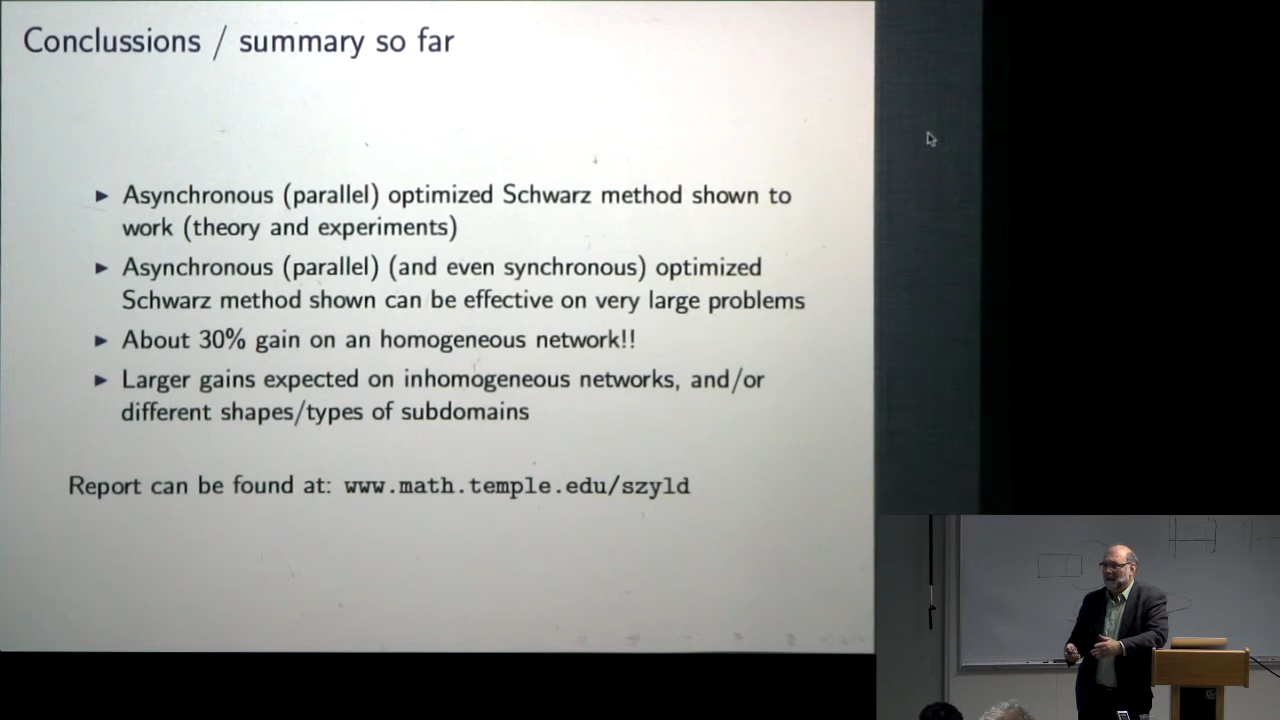 Conclussions / summary so far
► Asynchronous (parallel) optimized Schwarz method shown to
work (theory and experiments)
► Asynchronous (parallel) (and even synchronous) optimized
Schwarz method shown can be effective on very large problems
► About 30% gain on an homogeneous network!!
► Larger gains expected on inhomogeneous networks, and/or
different shapes/types of subdomains
Report can be found at: www.math.temple.edu/szyld